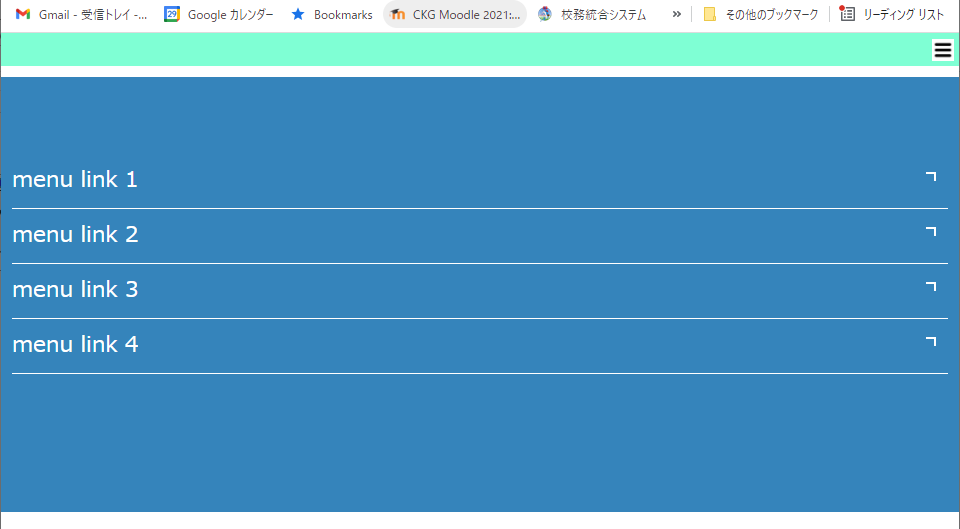 Gmail - 受信トレイ -... Google カレンダー Bookmarks CKG Moodle 2021:... 校務統合システム » その他のブックマーク リーディング リスト
29
menu link 1
menu link 2
menu link 3
menu link 4